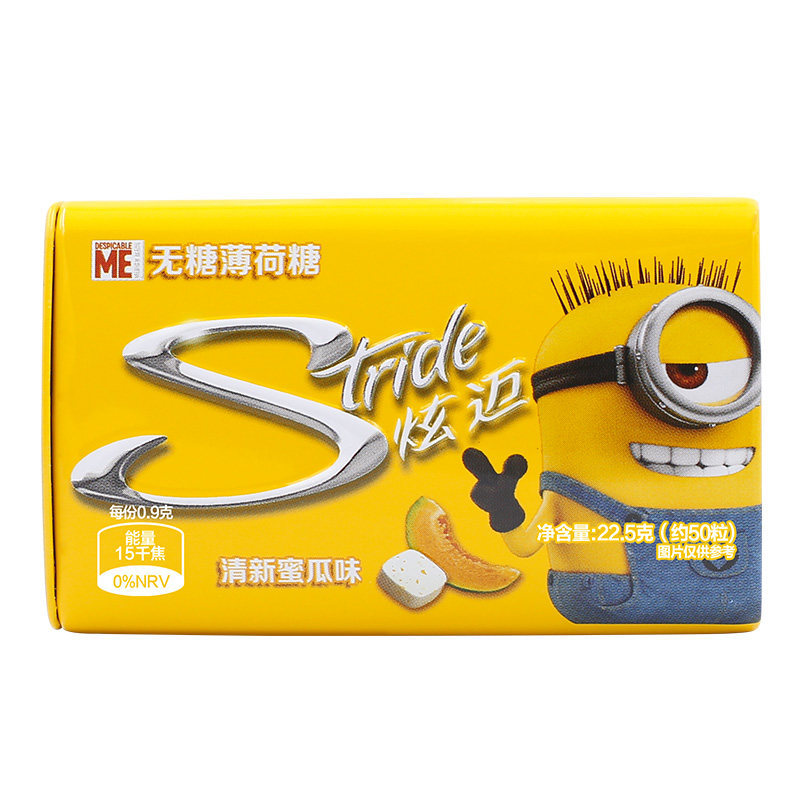 DESPICABLE
ME
无糖薄荷糖
Stride
炫迈
每份0.9克
能量
15千焦
0%NRV
清新蜜瓜味
净含量:22.5克(约50粒)
图片仅供参考